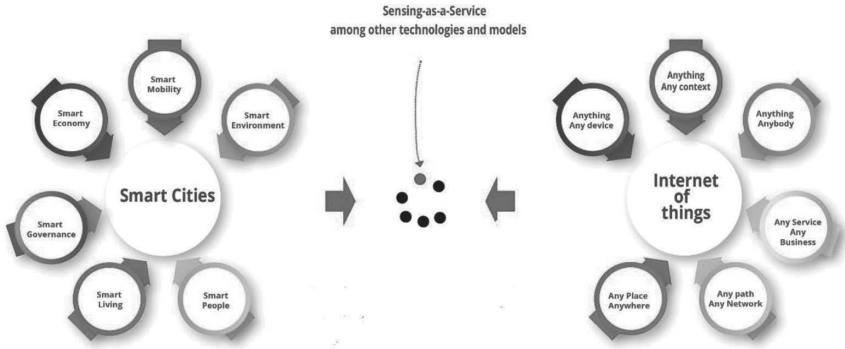 Sensing-as-a-Service
among other technologies and models
Smart
Mobility
Smart
Economy
Smart
Environment
Smart Cities
Smart
Governance
Smart
Living
Smart
People
Anything
Any context
Anything
Any device
Anything
Anybody
Internet
of
things
Any Service
Any
Business
Any Place
Anywhere
Any path
Any Network